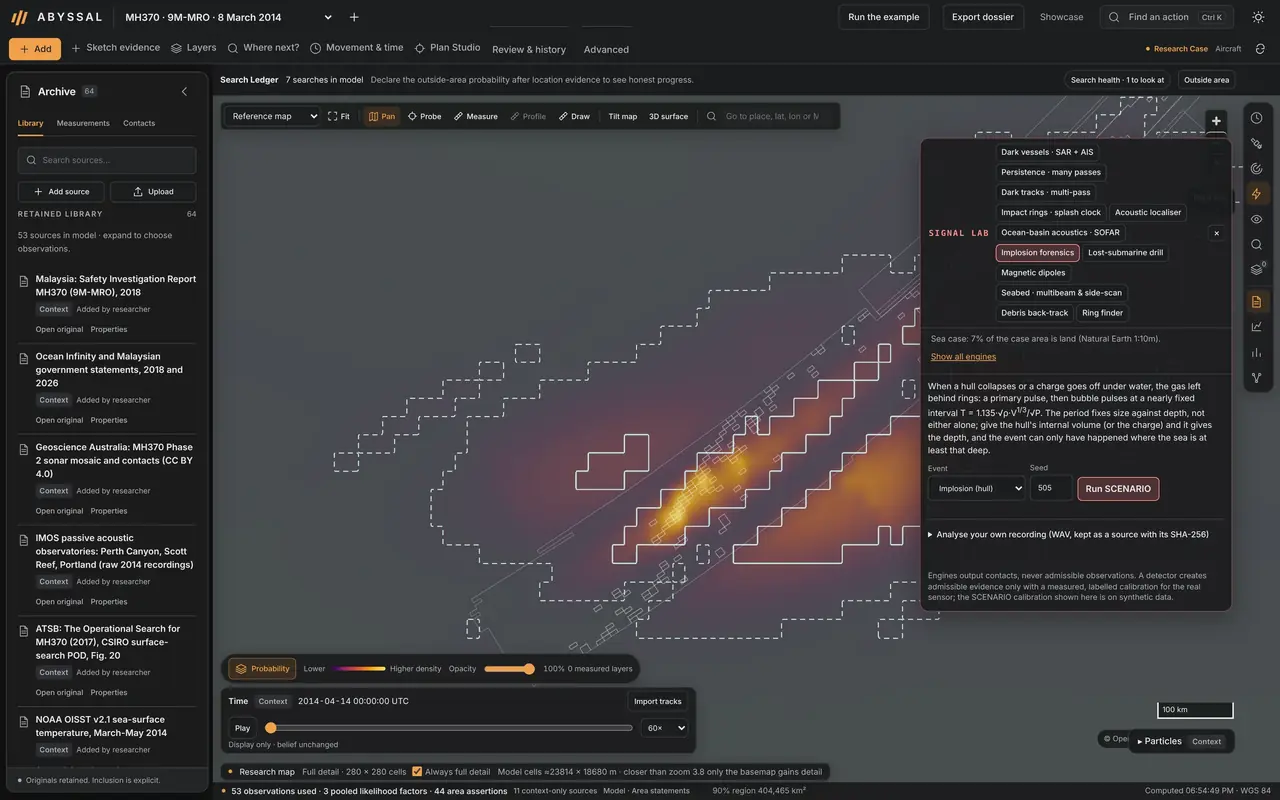 ABYSSAL
MH370 · 9M-MRO · 8 March 2014
Run the example
Export dossier
Showcase
Find an action Ctrl K
Add
Sketch evidence
Layers
Where next?
Movement & time
Plan Studio
Review & history
Advanced
Research Case
Aircraft
Archive 64
Library
Measurements
Contacts
Search sources...
Add source
Upload
RETAINED LIBRARY 64
53 sources in model · expand to choose
observations.
Malaysia: Safety Investigation Report
MH370 (9M-MRO), 2018
Context Added by researcher
Open original Properties
Ocean Infinity and Malaysian
government statements, 2018 and
2026
Context Added by researcher
Open original Properties
Geoscience Australia: MH370 Phase
2 sonar mosaic and contacts (CC BY
4.0)
Context Added by researcher
Open original Properties
IMOS passive acoustic
observatories: Perth Canyon, Scott
Reef, Portland (raw 2014 recordings)
Context Added by researcher
Open original Properties
ATSB: The Operational Search for
MH370 (2017), CSIRO surface-
search POD, Fig. 20
Context Added by researcher
Open original Properties
NOAA OISST v2.1 sea-surface
temperature, March-May 2014
Context Added by researcher
Originals retained. Inclusion is explicit.
Search Ledger 7 searches in model Declare the outside-area probability after location evidence to see honest progress.
Search health · 1 to look at
Outside area
Reference map
Fit
Pan
Probe
Measure
Profile
Draw
Tilt map
3D surface
Go to place, lat, lon or M
SIGNAL LAB
Dark vessels · SAR + AIS
Persistence · many passes
Dark tracks · multi-pass
Impact rings · splash clock
Acoustic localiser
Ocean-basin acoustics · SOFAR
Implosion forensics
Lost-submarine drill
Magnetic dipoles
Seabed · multibeam & side-scan
Debris back-track
Ring finder
Sea case: 7% of the case area is land (Natural Earth 1:10m).
Show all engines
When a hull collapses or a charge goes off under water, the gas left
behind rings: a primary pulse, then bubble pulses at a nearly fixed
interval T = 1.135·√ρ·V1/3/√P. The period fixes size against depth, not
either alone; give the hull's internal volume (or the charge) and it gives
the depth, and the event can only have happened where the sea is at
least that deep.
Event
Seed
Implosion (hull)
505
Run SCENARIO
Analyse your own recording (WAV, kept as a source with its SHA-256)
Engines output contacts, never admissible observations. A detector creates
admissible evidence only with a measured, labelled calibration for the real
sensor; the SCENARIO calibration shown here is on synthetic data.
0
Probability
Lower
Higher density
Opacity
100%
0 measured layers
Time
Context
2014-04-14 00:00:00 UTC
Import tracks
Play
60×
Display only · belief unchanged
100 km
Particles Context
Research map Full detail · 280 × 280 cells Always full detail Model cells ≈23814 × 18680 m · closer than zoom 3.8 only the basemap gains detail
53 observations used · 3 pooled likelihood factors · 44 area assertions 11 context-only sources Model · Area statements 90% region 404,465 km²
Computed 06:54:49 PM · WGS 84